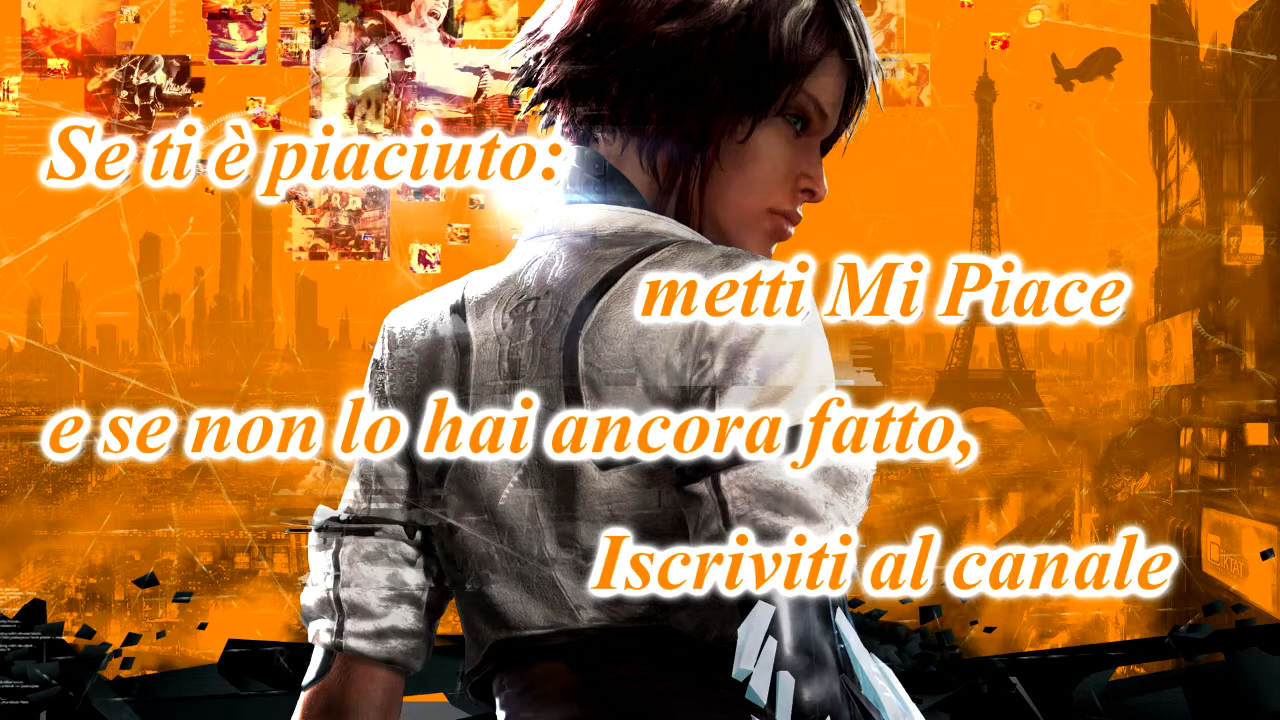 Se ti è piaciuto:
metti Mi Piace
e se non lo hai ancora fatto,
Iscriviti al canale